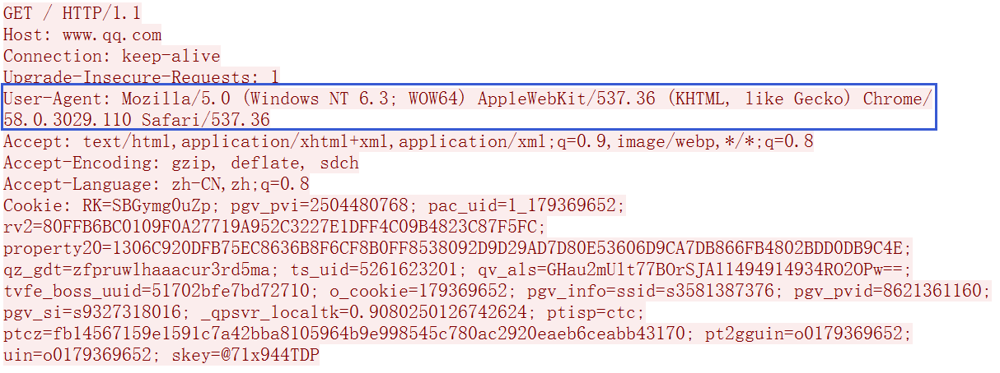 GET / HTTP/1.1
Host: www.qq.com
Connection: keep-alive
Upgrade-Insecure-Requests: 1
User-Agent: Mozilla/5.0 (Windows NT 6.3; WOW64) AppleWebKit/537.36 (KHTML, like Gecko) Chrome/
58.0.3029.110 Safari/537.36
Accept: text/html,application/xhtml+xml,application/xml;q=0.9,image/webp,*/*;q=0.8
Accept-Encoding: gzip, deflate, sdch
Accept-Language: zh-CN,zh;q=0.8
Cookie: RK=SBGymg0uZp; pgv_pvi=2504480768; pac_uid=1_179369652;
rv2=80FFB6BC0109F0A27719A952C3227E1DFF4C09B4823C87F5FC;
property20=1306C920DFB75EC8636B8F6CF8B0FF8538092D9D29AD7D80E53606D9CA7DB866FB4802BDD0DB9C4E;
qz_gdt=zfpruwlhaaacur3rd5ma; ts_uid=5261623201; qv_als=GHau2mUlt77BOrSJA11494914934RO2OPw==;
tvfe_boss_uuid=51702bfe7bd72710; o_cookie=179369652; pgv_info=ssid=s3581387376; pgv_pvid=8621361160;
pgv_si=s9327318016; _qpsvr_localtk=0.9080250126742624; ptisp=ctc;
ptcz=fb14567159e1591c7a42bba8105964b9e998545c780ac2920eaeb6ceabb43170; pt2gguin=o0179369652;
uin=o0179369652; skey=@71x944TDP